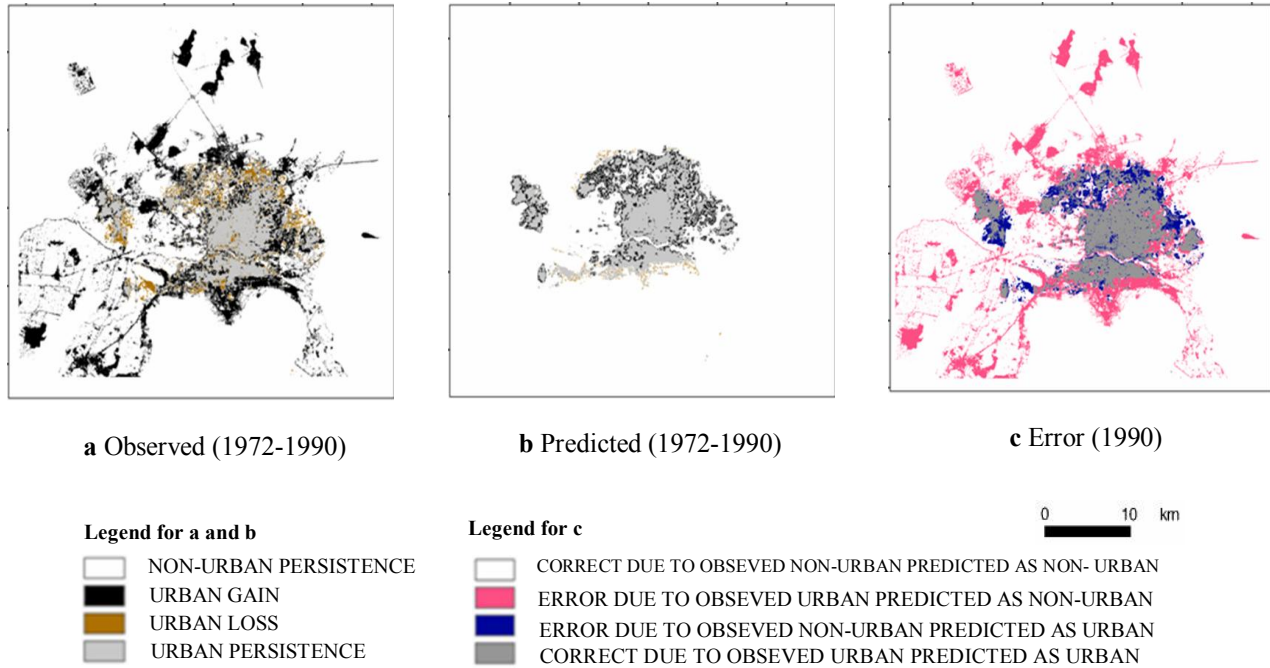 a Observed (1972-1990)
b Predicted (1972-1990)
c Error (1990)
Legend for a and b
NON-URBAN PERSISTENCE
URBAN GAIN
URBAN LOSS
URBAN PERSISTENCE
Legend for c
CORRECT DUE TO OBSEVED NON-URBAN PREDICTED AS NON- URBAN
ERROR DUE TO OBSEVED URBAN PREDICTED AS NON-URBAN
ERROR DUE TO OBSEVED NON-URBAN PREDICTED AS URBAN
CORRECT DUE TO OBSEVED URBAN PREDICTED AS URBAN
0 10 km